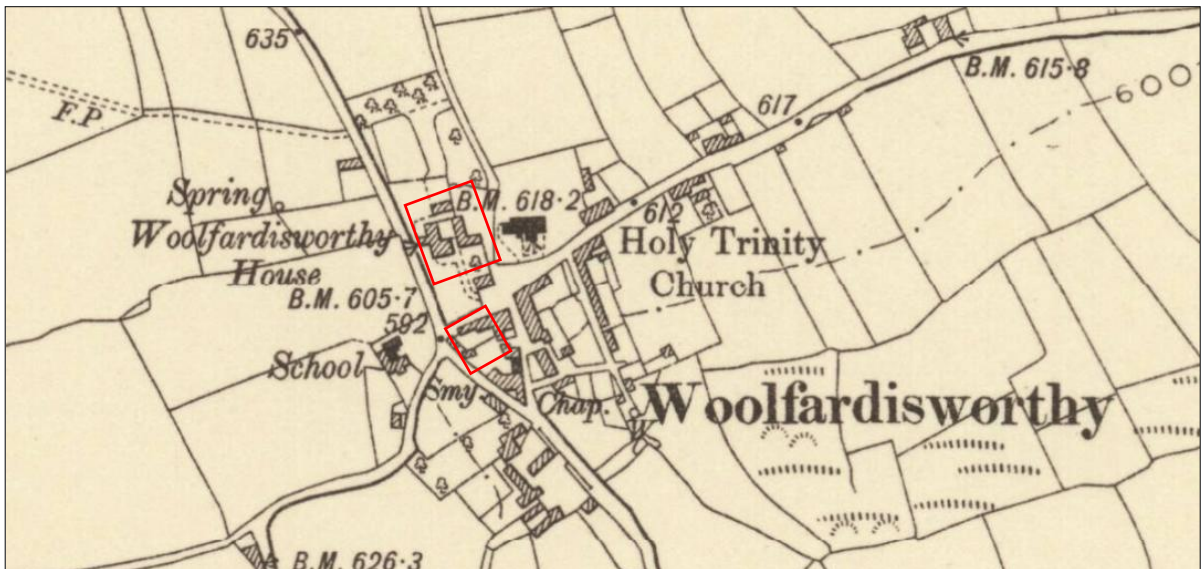 635
B.M. 615·8
600
F.P.
617
Spring
B.M. 618·2
612
Woolfardisworthy
House
Holy Trinity
Church
B.M. 605·7
592
School
Smy.
Chap.
Woolfardisworthy
B.M. 626·3